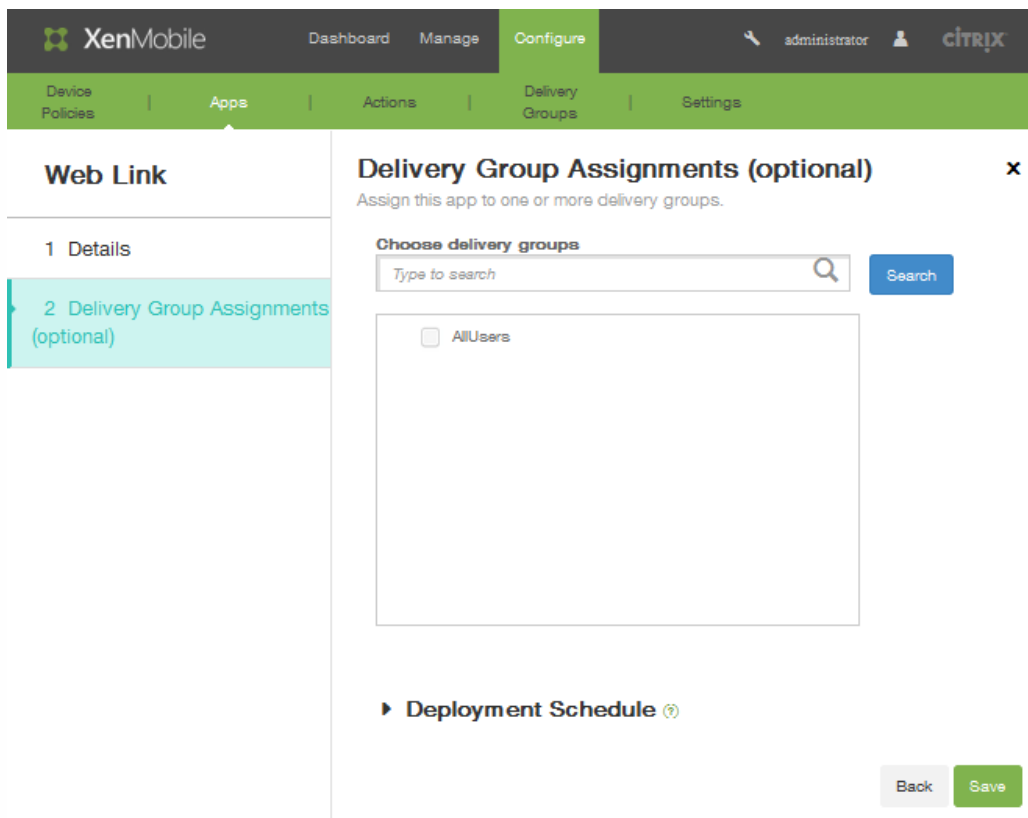 XenMobile Dashboard Manage Configure administrator CİTRIX
Device Policies | Apps | Actions | Delivery Groups | Settings
Web Link
1 Details
2 Delivery Group Assignments
(optional)
Delivery Group Assignments (optional)
Assign this app to one or more delivery groups.
Choose delivery groups
Type to search
Search
AllUsers
Deployment Schedule (?)
Back Save